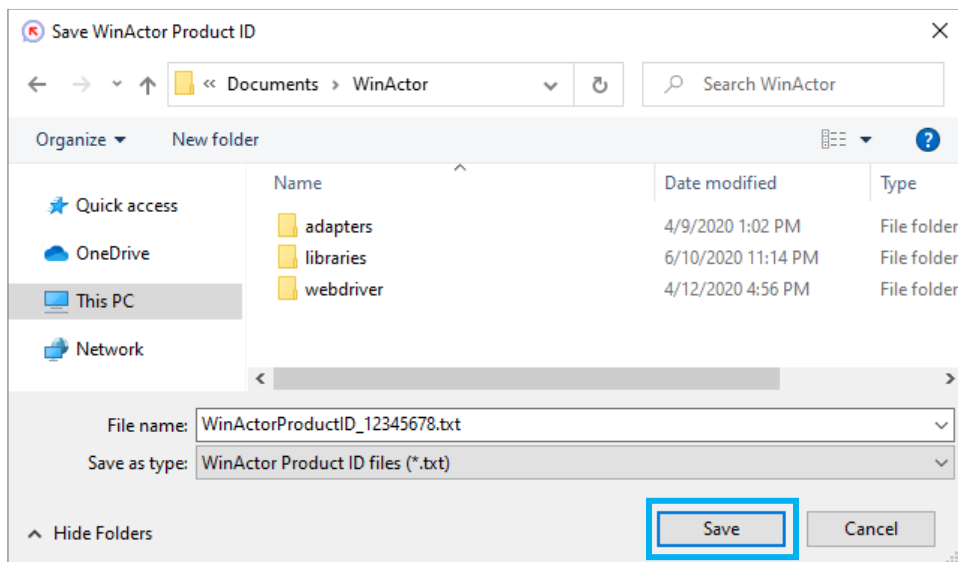 Save WinActor Product ID
« Documents › WinActor
Search WinActor
Organize New folder
?
Name Date modified Type
Quick access
OneDrive
This PC
Network
adapters 4/9/2020 1:02 PM File folder
libraries 6/10/2020 11:14 PM File folder
webdriver 4/12/2020 4:56 PM File folder
File name: WinActorProductID_12345678.txt
Save as type: WinActor Product ID files (*.txt)
Hide Folders Save Cancel